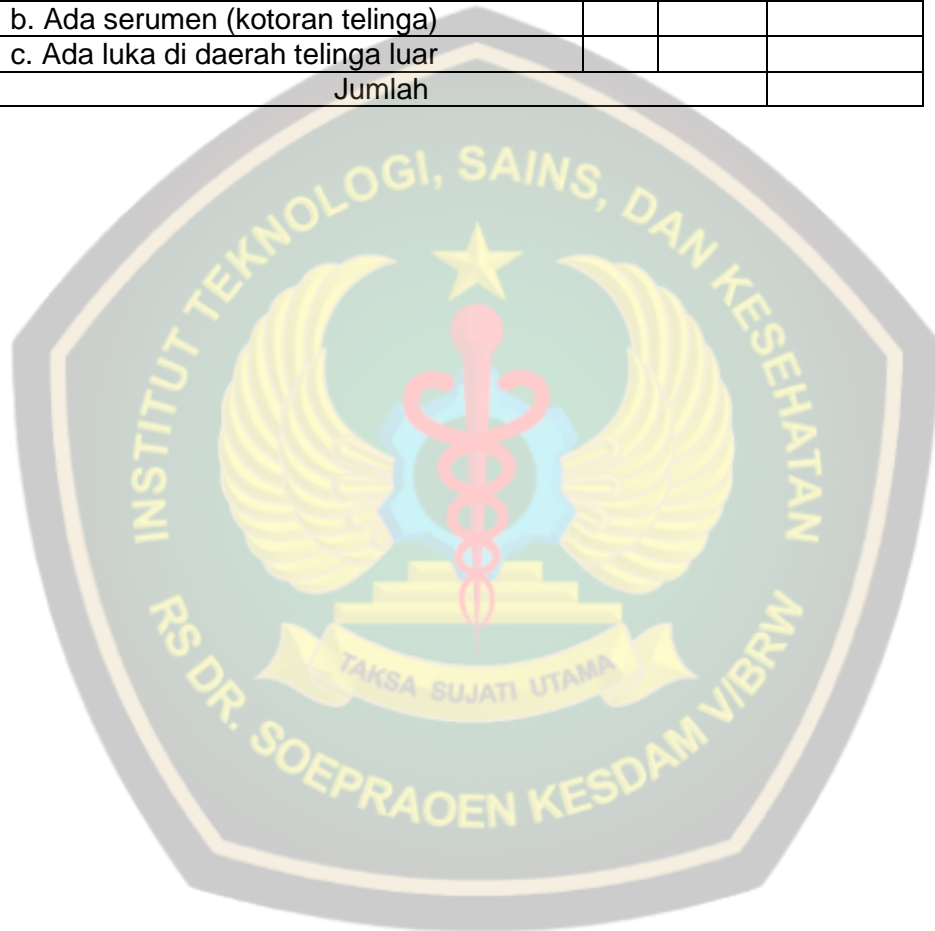 b. Ada serumen (kotoran telinga)
c. Ada luka di daerah telinga luar
Jumlah
INSTITUT TEKNOLOGI, SAINS, DAN KESEHATAN
TAKSA SUJATI UTAMA
RS DR. SOEPRAOEN KESDAM V/BRW